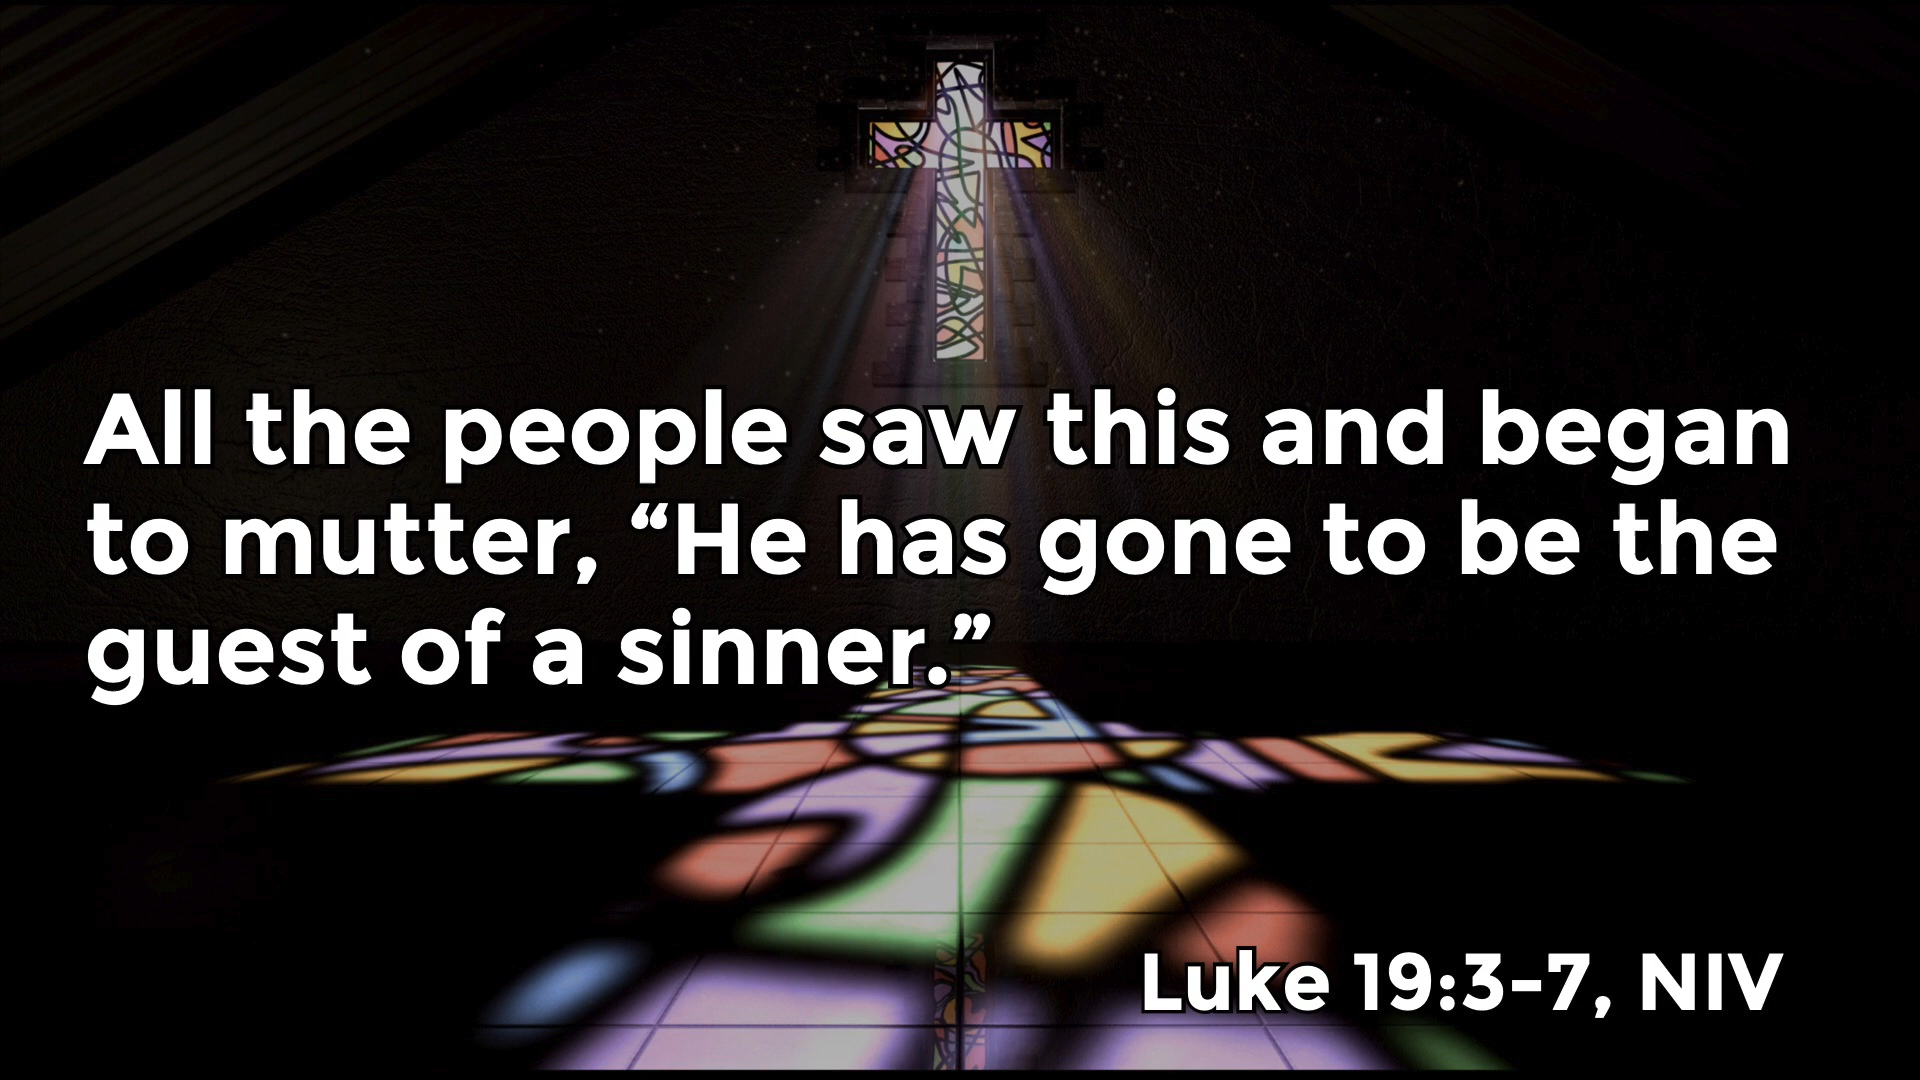 All the people saw this and began
to mutter, “He has gone to be the
guest of a sinner.”
Luke 19:3-7, NIV